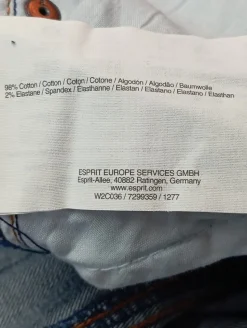 98% Cotton / Cotton / Coton / Cotone / Algodón / Algodão / Baumwolle
2% Elastane / Spandex / Elasthanne / Elastan / Elastano / Elastano / Elasthan
ESPRIT EUROPE SERVICES GMBH
Esprit-Allee, 40882 Ratingen, Germany
www.esprit.com
W2C036 / 7299359 / 1277